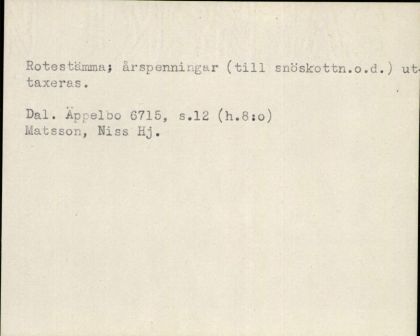 Rotestämma; årspenningar (till snöskottn.o.d.) ut-
taxeras.
Dal. Äppelbo 6715, s.12 (h.8:o)
Matsson, Niss Hj.